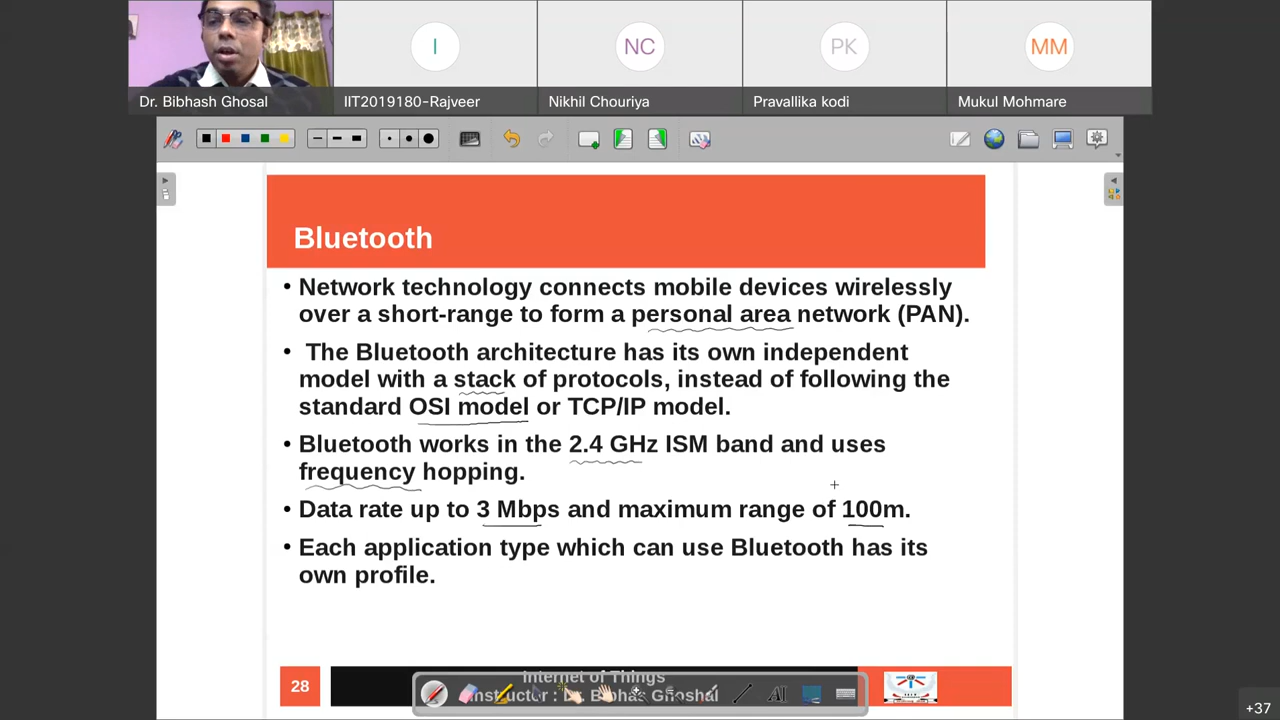 I
NC
PK
MM
Dr. Bibhash Ghosal
IIT2019180-Rajveer
Nikhil Chouriya
Pravallika kodi
Mukul Mohmare
Bluetooth
• Network technology connects mobile devices wirelessly
over a short-range to form a personal area network (PAN).
• The Bluetooth architecture has its own independent
model with a stack of protocols, instead of following the
standard OSI model or TCP/IP model.
• Bluetooth works in the 2.4 GHz ISM band and uses
frequency hopping.
• Data rate up to 3 Mbps and maximum range of 100m.
• Each application type which can use Bluetooth has its
own profile.
28
Internet of Things
Instructor : Dr. Bibhas Ghoshal
AI
+37